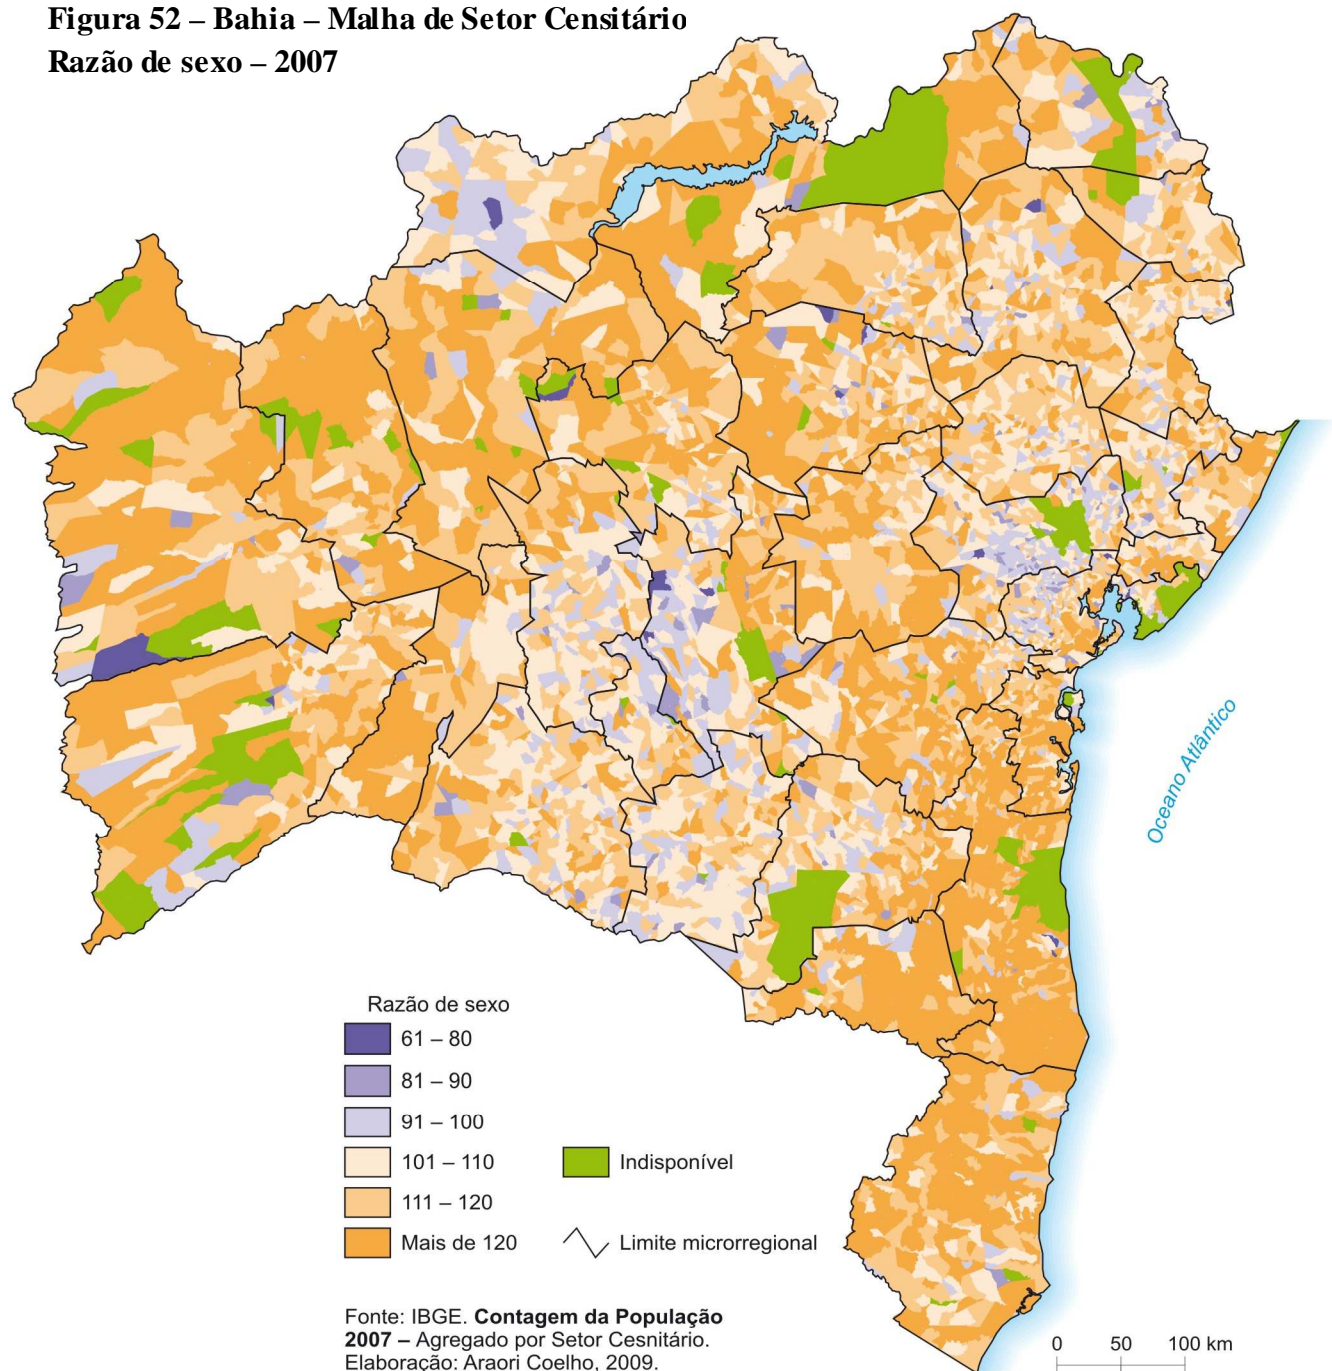 Figura 52 – Bahia – Malha de Setor Censitário
Razão de sexo – 2007
Oceano Atlântico
Razão de sexo
61 – 80
81 – 90
91 – 100
101 – 110
111 – 120
Mais de 120
Indisponível
Limite microrregional
Fonte: IBGE. Contagem da População
2007 – Agregado por Setor Cesnitário.
Elaboração: Araori Coelho, 2009.
0 50 100 km